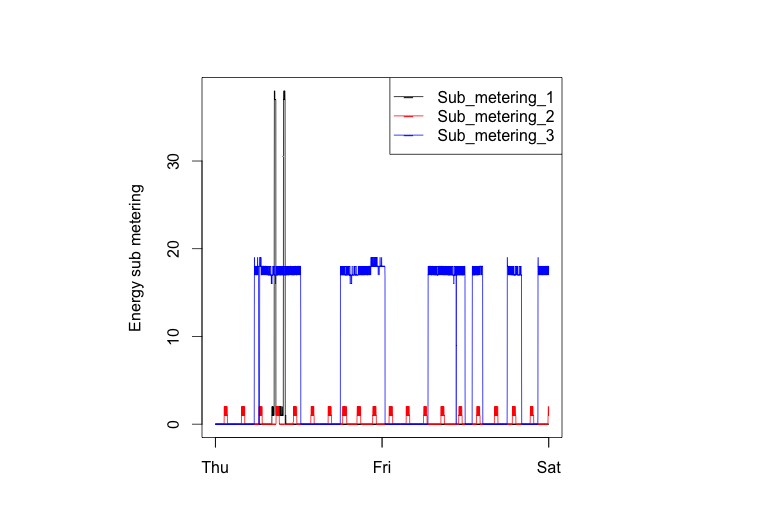 Sub_metering_1
Sub_metering_2
Sub_metering_3
Energy sub metering
30
20
10
0
Thu Fri Sat